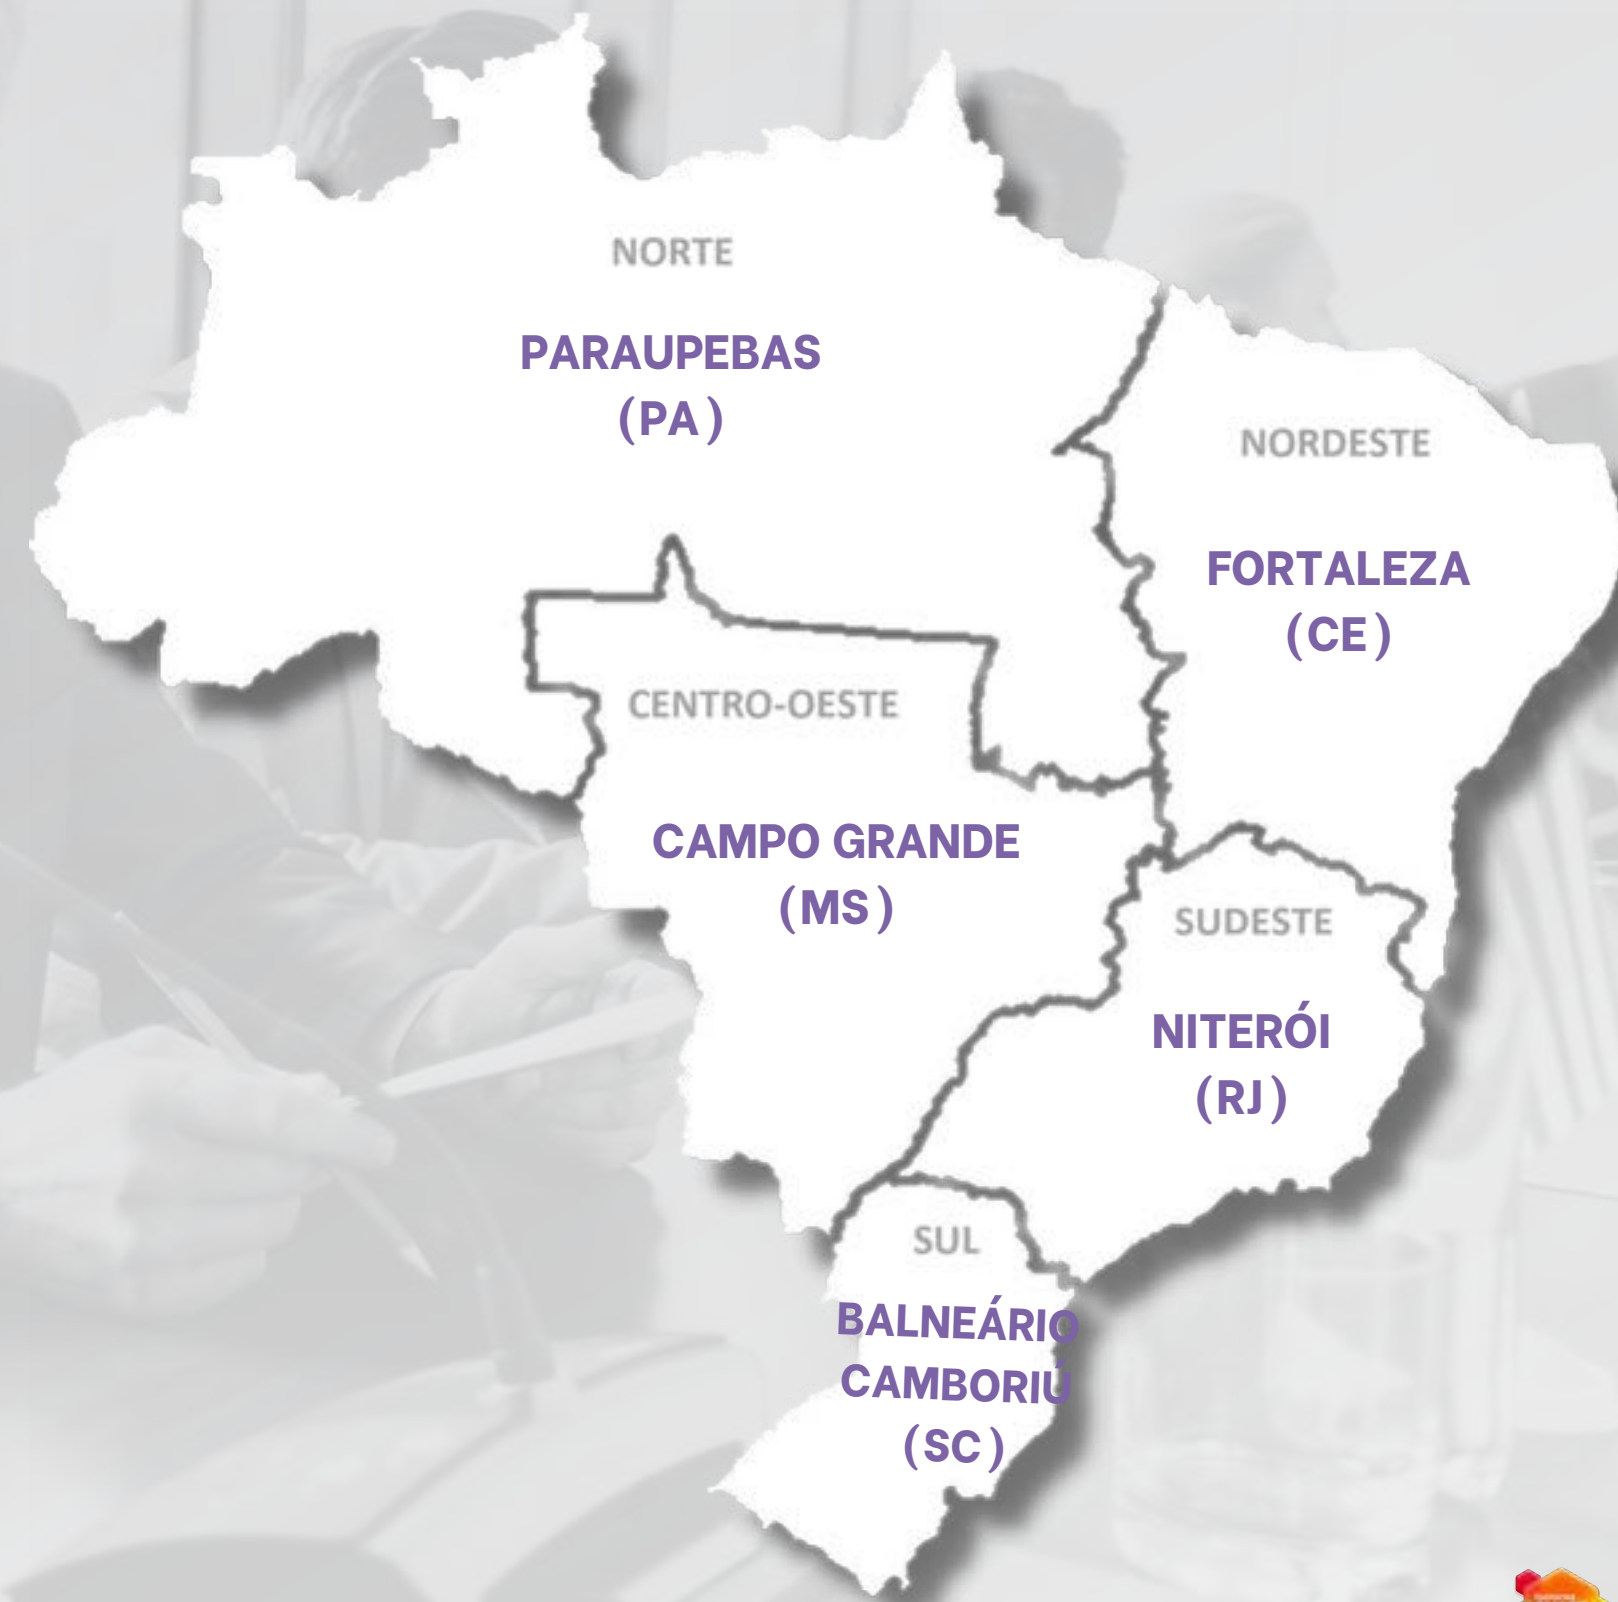 NORTE
PARAUPEBAS
(PA)
NORDESTE
FORTALEZA
(CE)
CENTRO-OESTE
CAMPO GRANDE
(MS)
SUDESTE
NITERÓI
(RJ)
SUL
BALNEÁRIO
CAMBORIÚ
(SC)